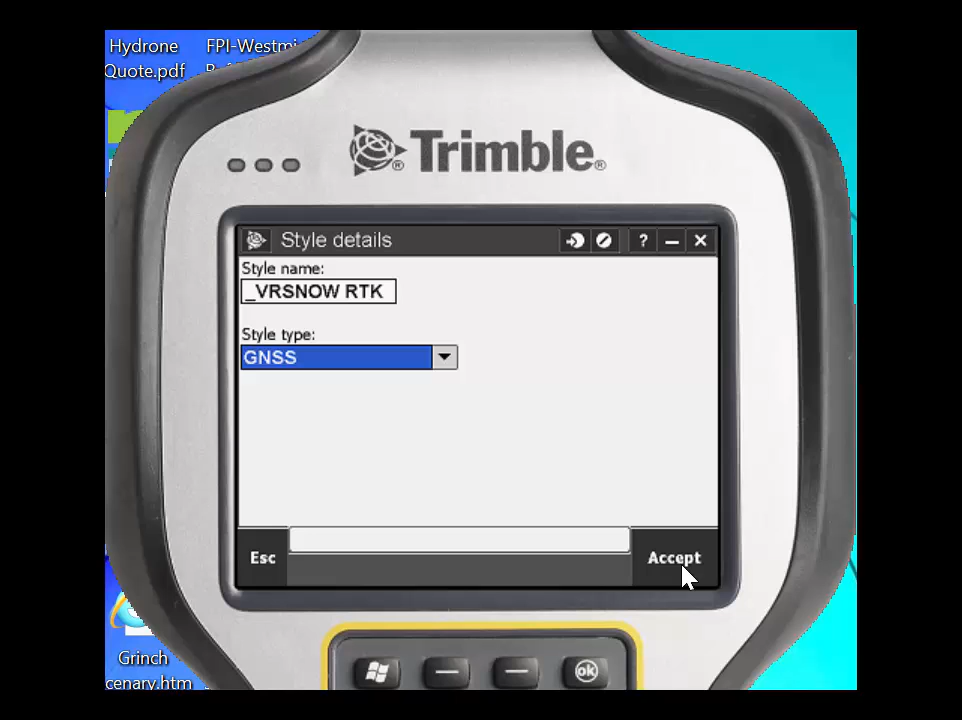 Hydrone
Quote.pdf
FPI-Westmi
Trimble
Style details
?
Style name:
_VRSNOW RTK
Style type:
GNSS
Esc
Accept
ok
Grinch
cenary.htm